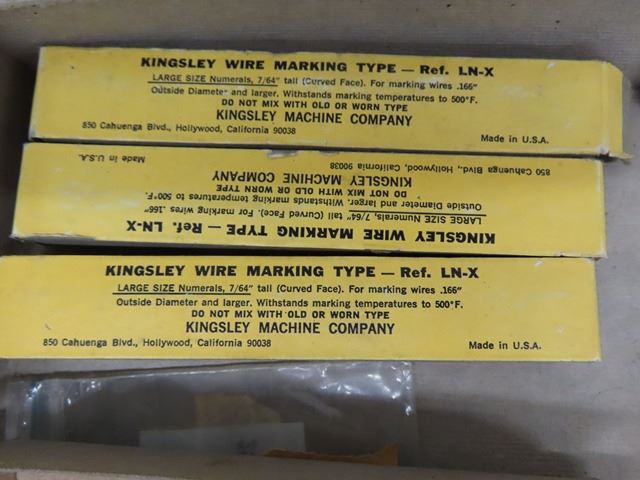 KINGSLEY WIRE MARKING TYPE — Ref. LN-X
LARGE SIZE Numerals, 7/64" tall (Curved Face). For marking wires .166"
Outside Diameter and larger. Withstands marking temperatures to 500°F.
DO NOT MIX WITH OLD OR WORN TYPE
KINGSLEY MACHINE COMPANY
850 Cahuenga Blvd., Hollywood, California 90038 Made in U.S.A.
KINGSLEY WIRE MARKING TYPE — Ref. LN-X
LARGE SIZE Numerals, 7/64" tall (Curved Face). For marking wires .166"
Outside Diameter and larger. Withstands marking temperatures to 500°F.
DO NOT MIX WITH OLD OR WORN TYPE
KINGSLEY MACHINE COMPANY
850 Cahuenga Blvd., Hollywood, California 90038 Made in U.S.A.
KINGSLEY WIRE MARKING TYPE — Ref. LN-X
LARGE SIZE Numerals, 7/64" tall (Curved Face). For marking wires .166"
Outside Diameter and larger. Withstands marking temperatures to 500°F.
DO NOT MIX WITH OLD OR WORN TYPE
KINGSLEY MACHINE COMPANY
850 Cahuenga Blvd., Hollywood, California 90038 Made in U.S.A.